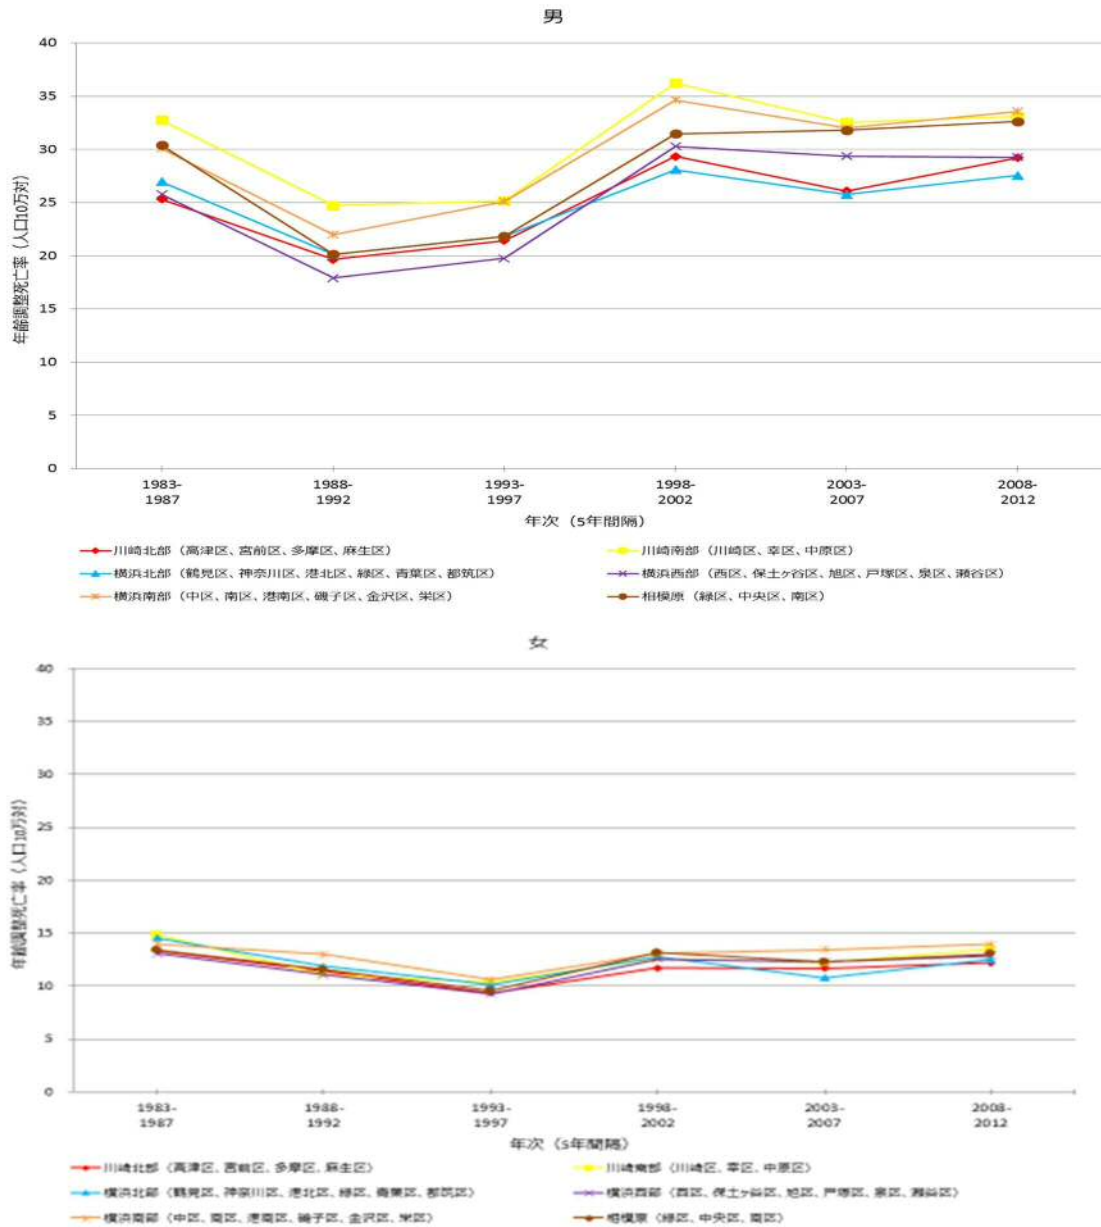 男
40
35
30
25
20
15
10
5
0
年齢調整死亡率（人口10万対）
1983-
1987
1988-
1992
1993-
1997
1998-
2002
2003-
2007
2008-
2012
年次（5年間隔）
川崎北部（高津区、宮前区、多摩区、麻生区）
川崎南部（川崎区、幸区、中原区）
横浜北部（鶴見区、神奈川区、港北区、緑区、青葉区、都筑区）
横浜西部（西区、保土ヶ谷区、旭区、戸塚区、泉区、瀬谷区）
横浜南部（中区、南区、港南区、磯子区、金沢区、栄区）
相模原（緑区、中央区、南区）
女
40
35
30
25
20
15
10
5
0
年齢調整死亡率（人口10万対）
1983-
1987
1988-
1992
1993-
1997
1998-
2002
2003-
2007
2008-
2012
年次（5年間隔）
川崎北部（高津区、宮前区、多摩区、麻生区）
川崎南部（川崎区、幸区、中原区）
横浜北部（鶴見区、神奈川区、港北区、緑区、青葉区、都筑区）
横浜西部（西区、保土ヶ谷区、旭区、戸塚区、泉区、瀬谷区）
横浜南部（中区、南区、港南区、磯子区、金沢区、栄区）
相模原（緑区、中央区、南区）